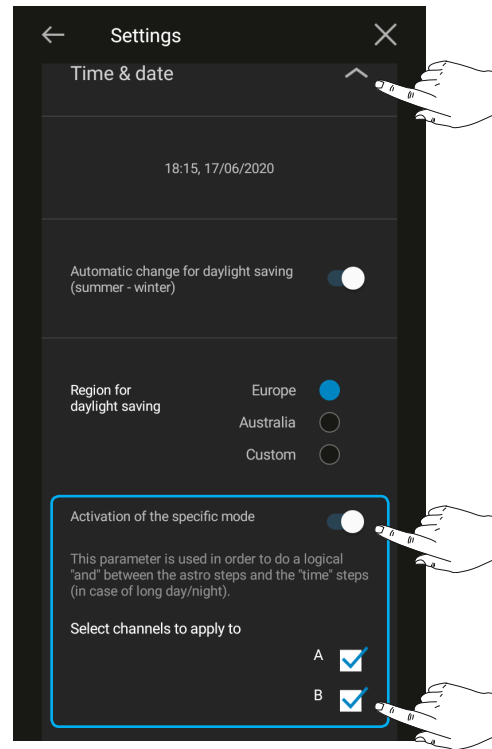 Settings
Time & date
18:15, 17/06/2020
Automatic change for daylight saving
(summer - winter)
Region for
daylight saving
Europe
Australia
Custom
Activation of the specific mode
This parameter is used in order to do a logical
"and" between the astro steps and the "time" steps
(in case of long day/night).
Select channels to apply to
A
B